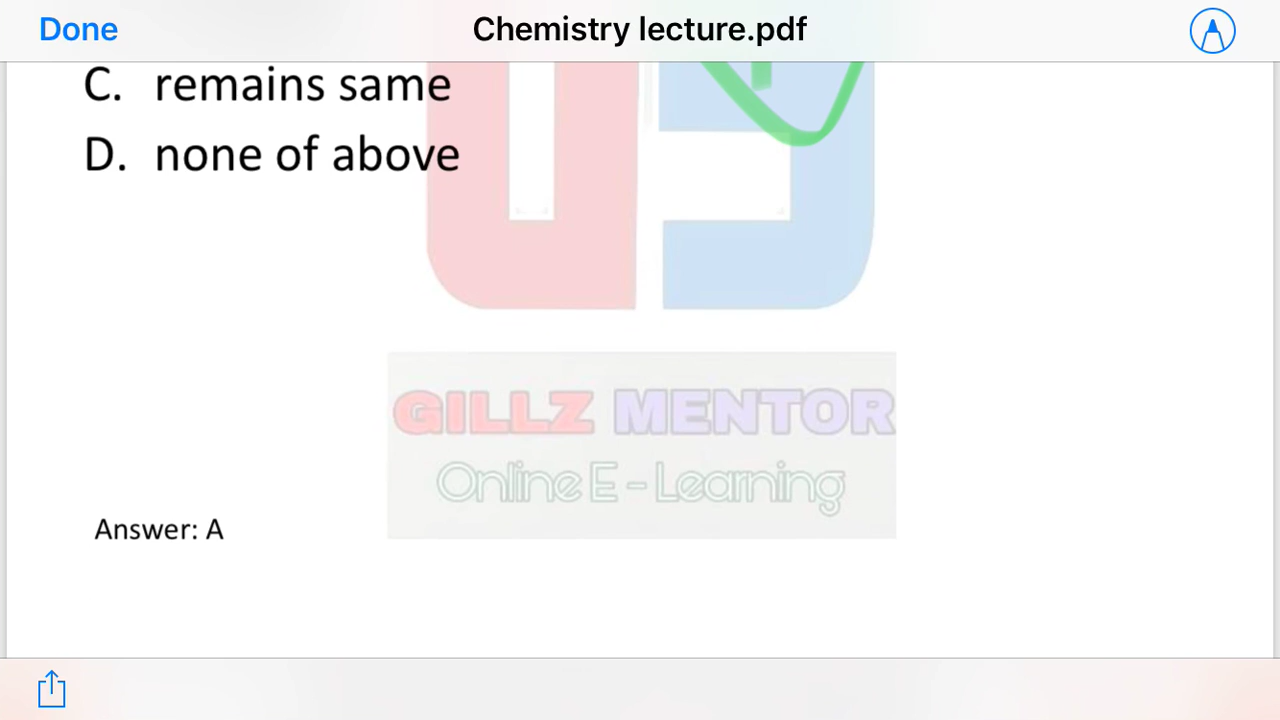 Done Chemistry lecture.pdf
C. remains same
D. none of above
GILLZ MENTOR
Online E - Learning
Answer: A